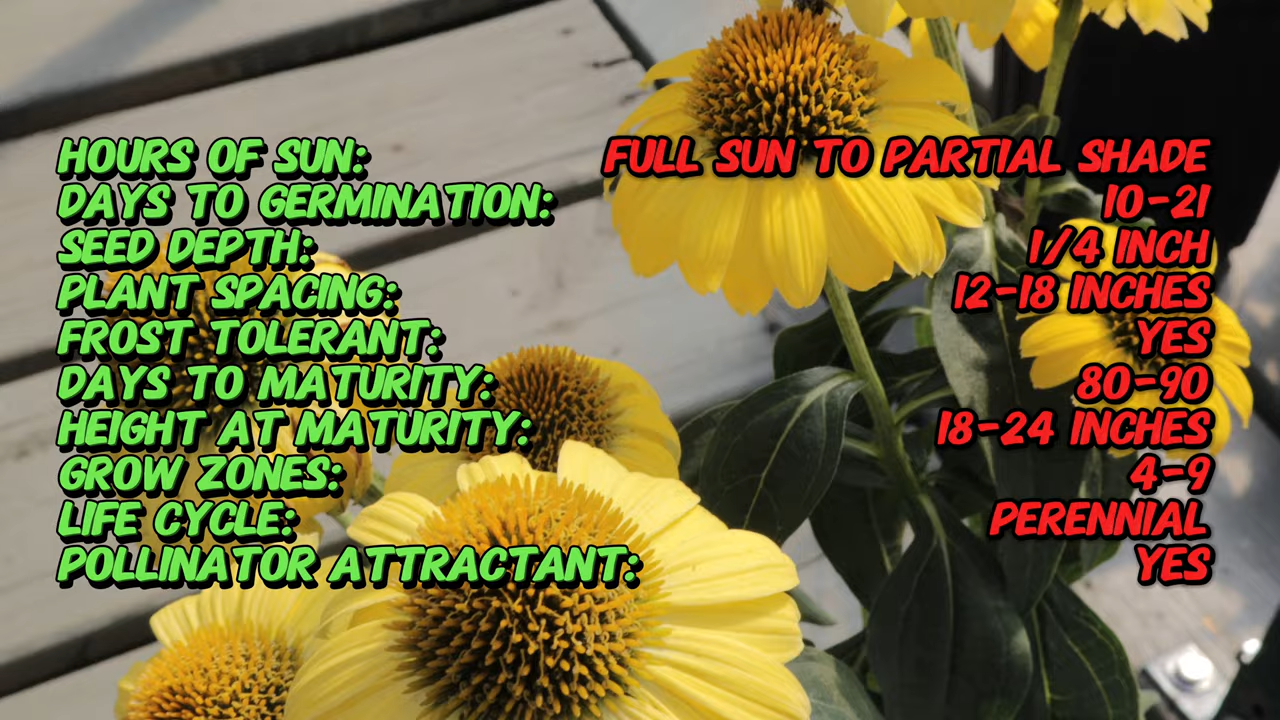 HOURS OF SUN: FULL SUN TO PARTIAL SHADE
DAYS TO GERMINATION: 10-21
SEED DEPTH: 1/4 INCH
PLANT SPACING: 12-18 INCHES
FROST TOLERANT: YES
DAYS TO MATURITY: 80-90
HEIGHT AT MATURITY: 18-24 INCHES
GROW ZONES: 4-9
LIFE CYCLE: PERENNIAL
POLLINATOR ATTRACTANT: YES